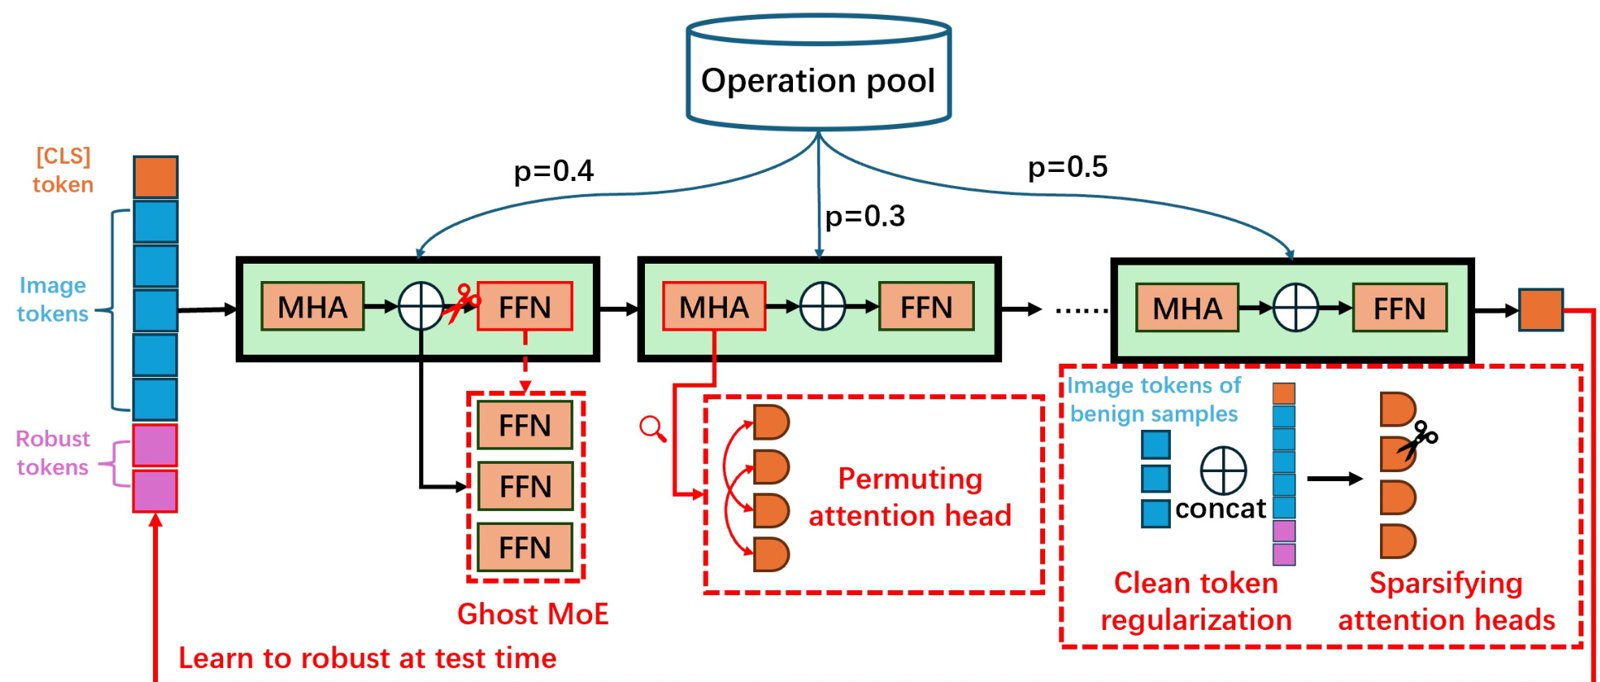 Operation pool
p=0.4
p=0.3
p=0.5
[CLS]
token
Image
tokens
Robust
tokens
MHA
FFN
MHA
FFN
......
MHA
FFN
FFN
FFN
FFN
Ghost MoE
Permuting
attention head
Image tokens of
benign samples
concat
Clean token
regularization
Sparsifying
attention heads
Learn to robust at test time